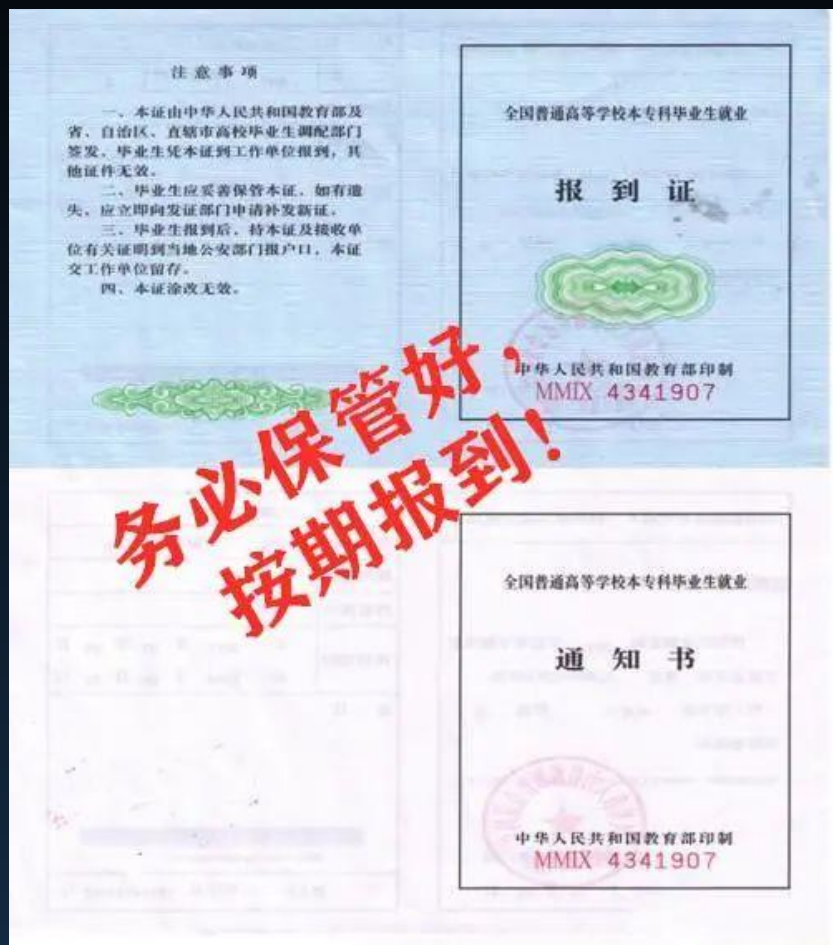 注意事项
一、本证由中华人民共和国教育部及
省、自治区、直辖市高校毕业生调配部门
签发、毕业生凭本证到工作单位报到，其
他证件无效。
二、毕业生应妥善保管本证、如有遗
失、应立即向发证部门申请补发新证。
三、毕业生报到后、持本证及接收单
位有关证明到当地公安部门报户口、本证
交工作单位留存。
四、本证涂改无效。
全国普通高等学校本专科毕业生就业
报到证
中华人民共和国教育部印制
MMIX 4341907
务必保管好，
按期报到！
全国普通高等学校本专科毕业生就业
通知书
中华人民共和国教育部印制
MMIX 4341907